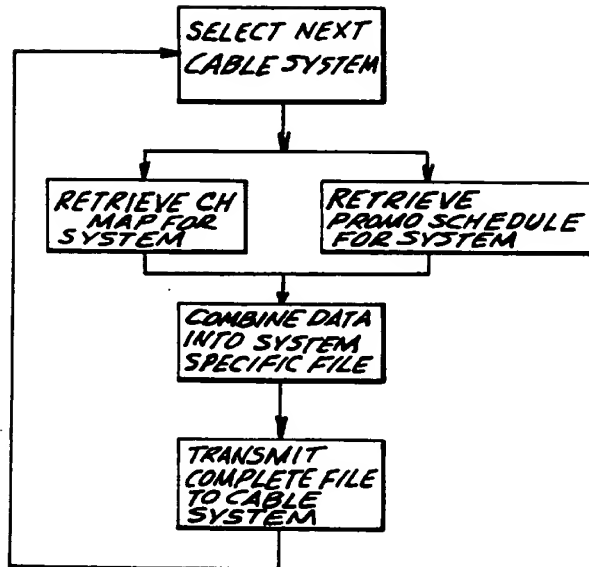 SELECT NEXT
CABLE SYSTEM
RETRIEVE CH
MAP FOR
SYSTEM
RETRIEVE
PROMO SCHEDULE
FOR SYSTEM
COMBINE DATA
INTO SYSTEM
SPECIFIC FILE
TRANSMIT
COMPLETE FILE
TO CABLE
SYSTEM